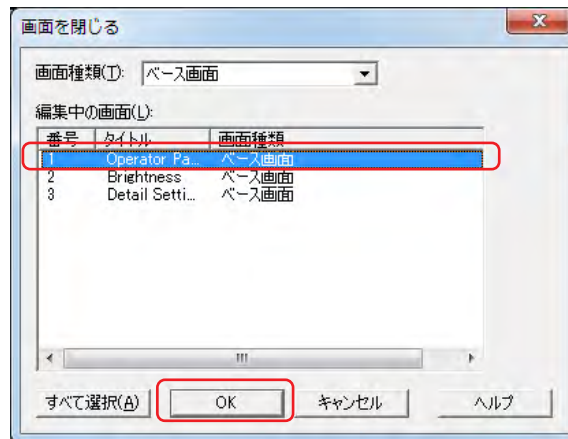 画面を閉じる
画面種類(T): ベース画面
編集中の画面(L):
番号 タイトル 画面種類
1 Operator Pa... ベース画面
2 Brightness ベース画面
3 Detail Setti... ベース画面
すべて選択(A) OK キャンセル ヘルプ